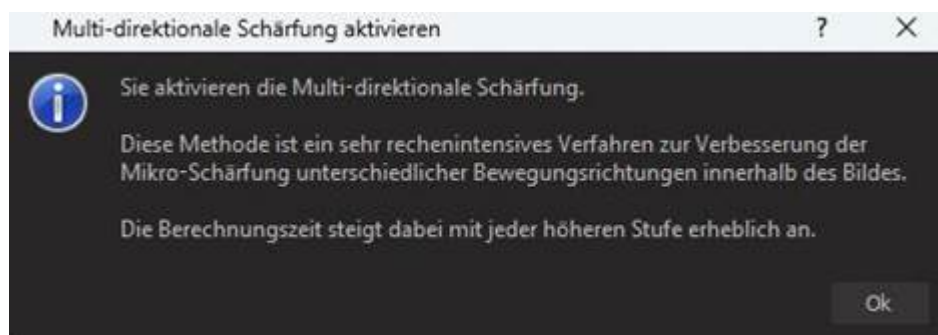 Multi-direktionale Schärfung aktivieren ? X
Sie aktivieren die Multi-direktionale Schärfung.
Diese Methode ist ein sehr rechenintensives Verfahren zur Verbesserung der
Mikro-Schärfung unterschiedlicher Bewegungsrichtungen innerhalb des Bildes.
Die Berechnungszeit steigt dabei mit jeder höheren Stufe erheblich an.
Ok